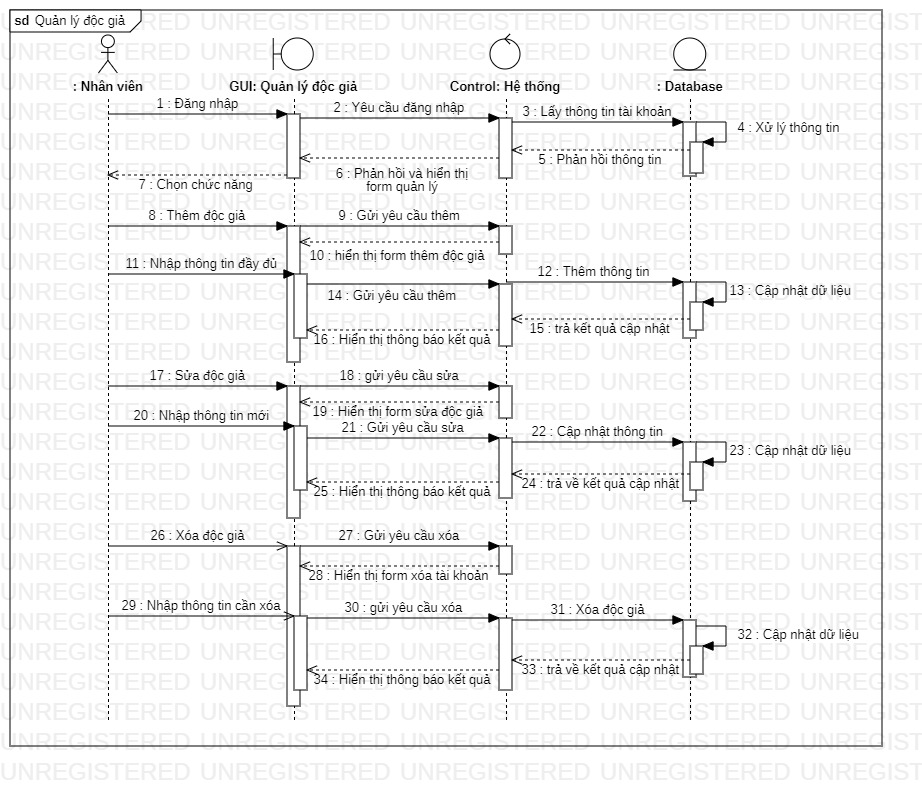 sd Quản lý độc giả
: Nhân viên
GUI: Quản lý độc giả
Control: Hệ thống
: Database
1 : Đăng nhập
2 : Yêu cầu đăng nhập
3 : Lấy thông tin tài khoản
4 : Xử lý thông tin
5 : Phản hồi thông tin
6 : Phản hồi và hiển thị
form quản lý
7 : Chọn chức năng
8 : Thêm độc giả
9 : Gửi yêu cầu thêm
10 : hiển thị form thêm độc giả
11 : Nhập thông tin đầy đủ
12 : Thêm thông tin
13 : Cập nhật dữ liệu
14 : Gửi yêu cầu thêm
15 : trả kết quả cập nhật
16 : Hiển thị thông báo kết quả
17 : Sửa độc giả
18 : gửi yêu cầu sửa
19 : Hiển thị form sửa độc giả
20 : Nhập thông tin mới
21 : Gửi yêu cầu sửa
22 : Cập nhật thông tin
23 : Cập nhật dữ liệu
24 : trả về kết quả cập nhật
25 : Hiển thị thông báo kết quả
26 : Xóa độc giả
27 : Gửi yêu cầu xóa
28 : Hiển thị form xóa tài khoản
29 : Nhập thông tin cần xóa
30 : gửi yêu cầu xóa
31 : Xóa độc giả
32 : Cập nhật dữ liệu
33 : trả về kết quả cập nhật
34 : Hiển thị thông báo kết quả
UNREGISTERED